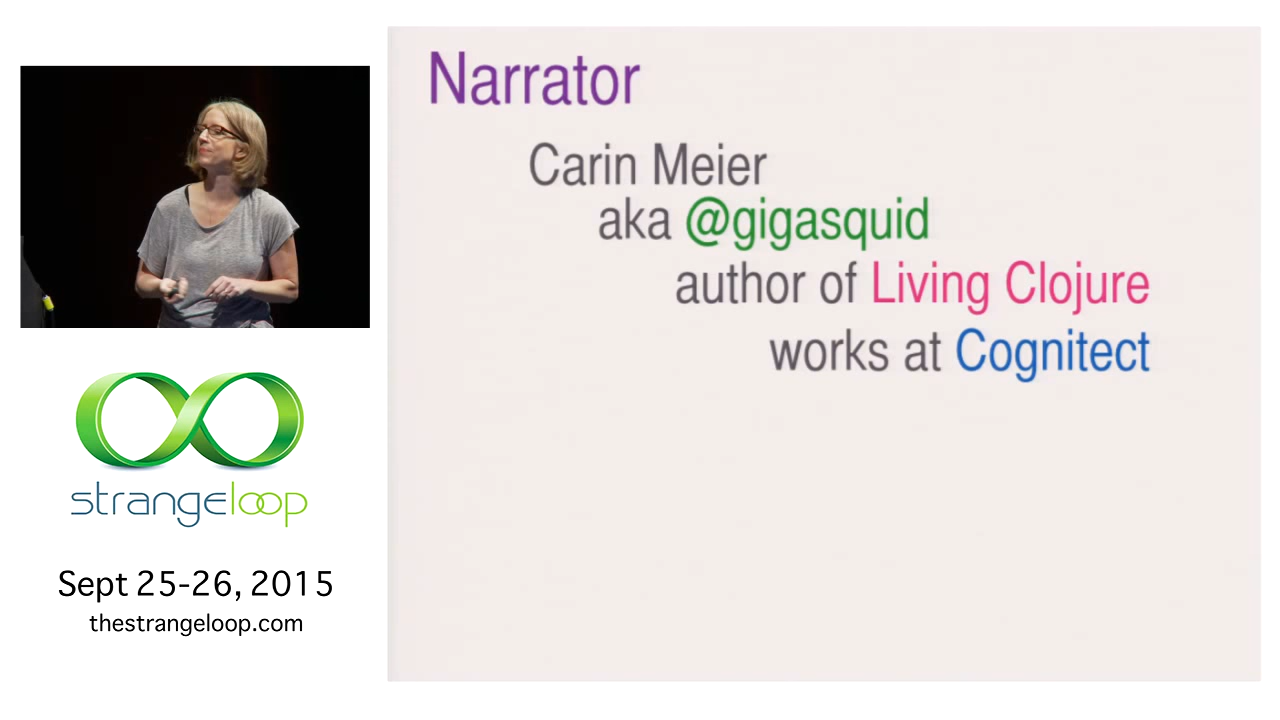 Narrator
Carin Meier
aka @gigasquid
author of Living Clojure
works at Cognitect
strangeloop
Sept 25-26, 2015
thestrangeloop.com